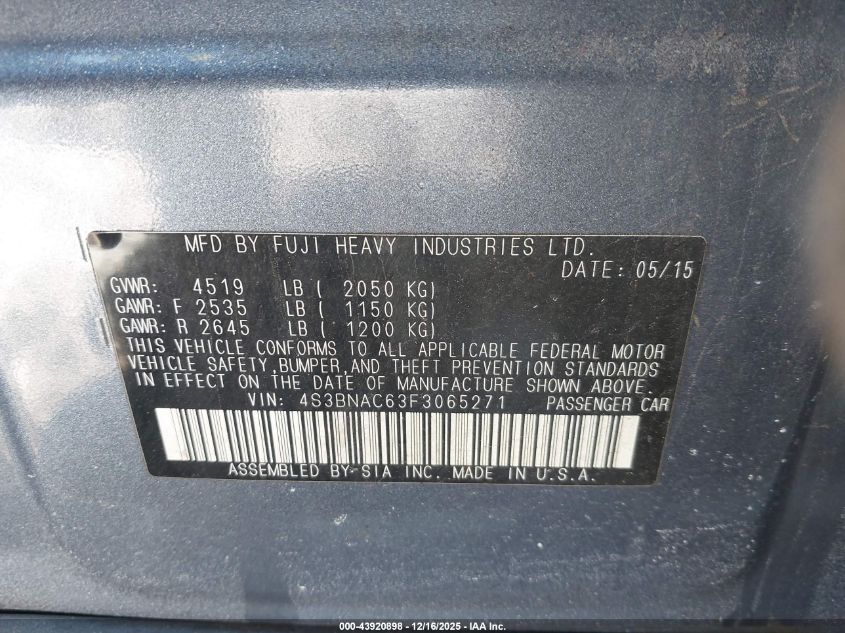 MFD BY FUJI HEAVY INDUSTRIES LTD.
DATE: 05/15
GVWR: 4519 LB ( 2050 KG)
GAWR: F 2535 LB ( 1150 KG)
GAWR: R 2645 LB ( 1200 KG)
THIS VEHICLE CONFORMS TO ALL APPLICABLE FEDERAL MOTOR
VEHICLE SAFETY,BUMPER,AND THEFT PREVENTION STANDARDS
IN EFFECT ON THE DATE OF MANUFACTURE SHOWN ABOVE.
VIN: 4S3BNAC63F3065271 PASSENGER CAR
ASSEMBLED BY SIA INC. MADE IN U.S.A.
000-43920898 - 12/16/2025 - IAA Inc.